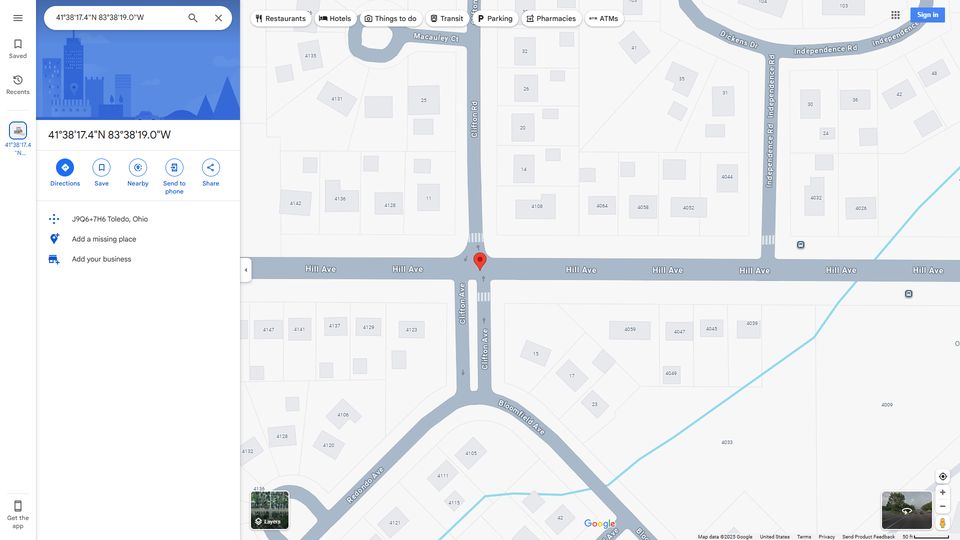 41°38'17.4"N 83°38'19.0"W
Restaurants
Hotels
Things to do
Transit
Parking
Pharmacies
ATMs
Sign in
Saved
Recents
41°38'17.4
"N...
41°38'17.4"N 83°38'19.0"W
Directions
Save
Nearby
Send to
phone
Share
J9Q6+7H6 Toledo, Ohio
Add a missing place
Add your business
Get the
app
Macauley Ct
Clifton Rd
Dickens Dr
Independence Rd
Independence
Independence Rd
Independence Rd
4135
4131
25
32
26
20
14
41
35
31
30
36
42
48
24
4142
4136
4128
11
4108
4064
4058
4052
4044
4032
4026
Hill Ave
Hill Ave
Hill Ave
Hill Ave
Hill Ave
Hill Ave
Hill Ave
Clifton Ave
Clifton Ave
4147
4141
4137
4129
4123
15
17
23
4059
4047
4045
4039
4049
4009
4033
Bloomfield Ave
Redondo Ave
4106
4128
4120
4132
4136
4105
4111
4115
4121
42
Layers
Google
Map data ©2025 Google
United States
Terms
Privacy
Send Product Feedback
50 ft